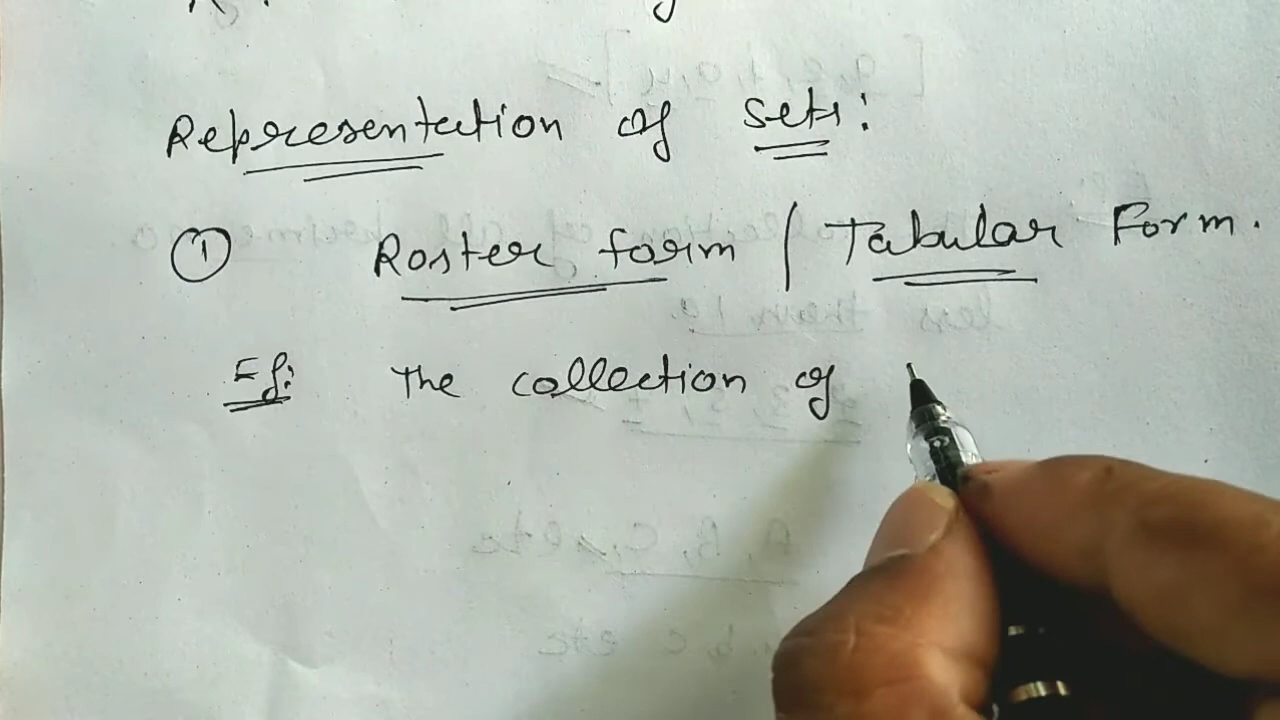 Representation of sets:
① Roster form / Tabular Form.
Eg: The collection of